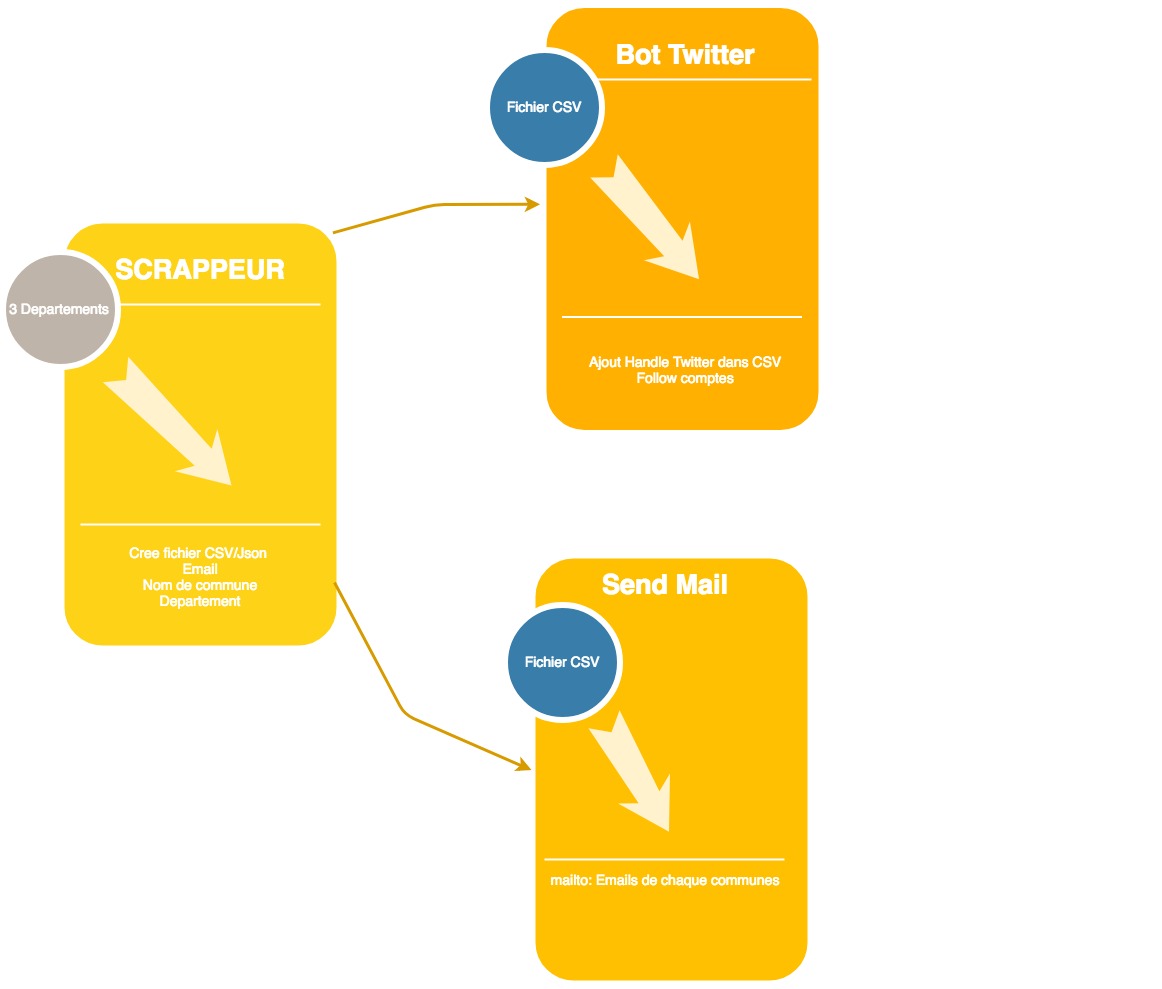 Bot Twitter
Fichier CSV
Ajout Handle Twitter dans CSV
Follow comptes
SCRAPPEUR
3 Departements
Cree fichier CSV/Json
Email
Nom de commune
Departement
Send Mail
Fichier CSV
mailto: Emails de chaque communes